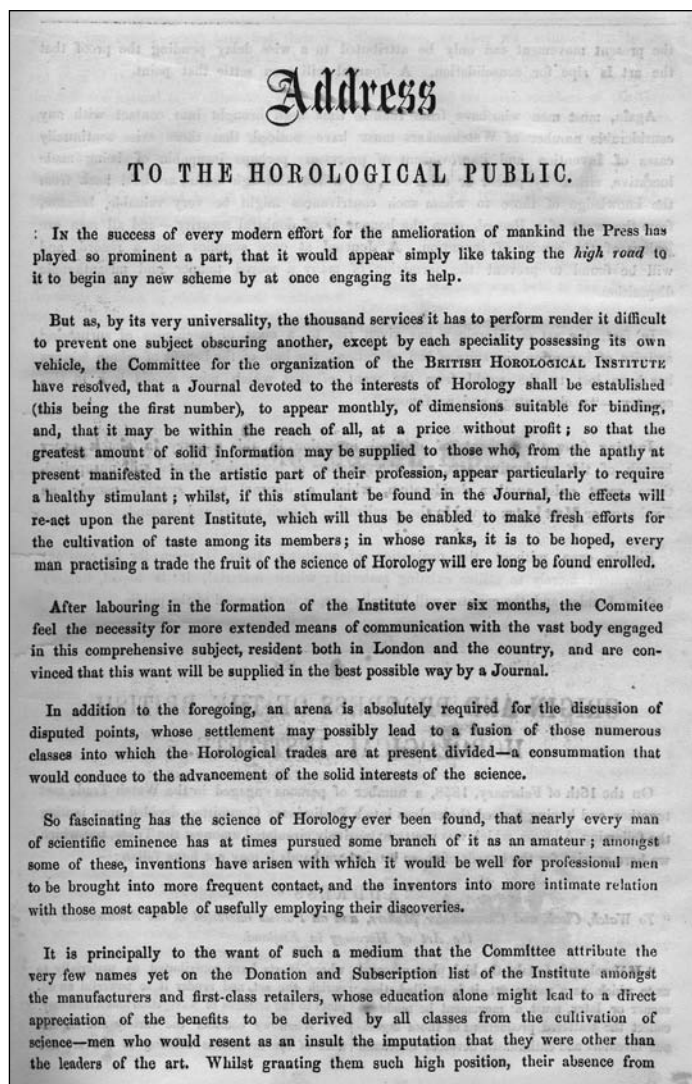 Address
TO THE HOROLOGICAL PUBLIC.
: In the success of every modern effort for the amelioration of mankind the Press has
played so prominent a part, that it would appear simply like taking the high road to
it to begin any new scheme by at once engaging its help.
But as, by its very universality, the thousand services it has to perform render it difficult
to prevent one subject obscuring another, except by each speciality possessing its own
vehicle, the Committee for the organization of the BRITISH HOROLOGICAL INSTITUTE
have resolved, that a Journal devoted to the interests of Horology shall be established
(this being the first number), to appear monthly, of dimensions suitable for binding,
and, that it may be within the reach of all, at a price without profit; so that the
greatest amount of solid information may be supplied to those who, from the apathy at
present manifested in the artistic part of their profession, appear particularly to require
a healthy stimulant; whilst, if this stimulant be found in the Journal, the effects will
re-act upon the parent Institute, which will thus be enabled to make fresh efforts for
the cultivation of taste among its members; in whose ranks, it is to be hoped, every
man practising a trade the fruit of the science of Horology will ere long be found enrolled.
After labouring in the formation of the Institute over six months, the Commitee
feel the necessity for more extended means of communication with the vast body engaged
in this comprehensive subject, resident both in London and the country, and are con-
vinced that this want will be supplied in the best possible way by a Journal.
In addition to the foregoing, an arena is absolutely required for the discussion of
disputed points, whose settlement may possibly lead to a fusion of those numerous
classes into which the Horological trades are at present divided—a consummation that
would conduce to the advancement of the solid interests of the science.
So fascinating has the science of Horology ever been found, that nearly every man
of scientific eminence has at times pursued some branch of it as an amateur; amongst
some of these, inventions have arisen with which it would be well for professional men
to be brought into more frequent contact, and the inventors into more intimate relation
with those most capable of usefully employing their discoveries.
It is principally to the want of such a medium that the Committee attribute the
very few names yet on the Donation and Subscription list of the Institute amongst
the manufacturers and first-class retailers, whose education alone might lead to a direct
appreciation of the benefits to be derived by all classes from the cultivation of
science—men who would resent as an insult the imputation that they were other than
the leaders of the art. Whilst granting them such high position, their absence from